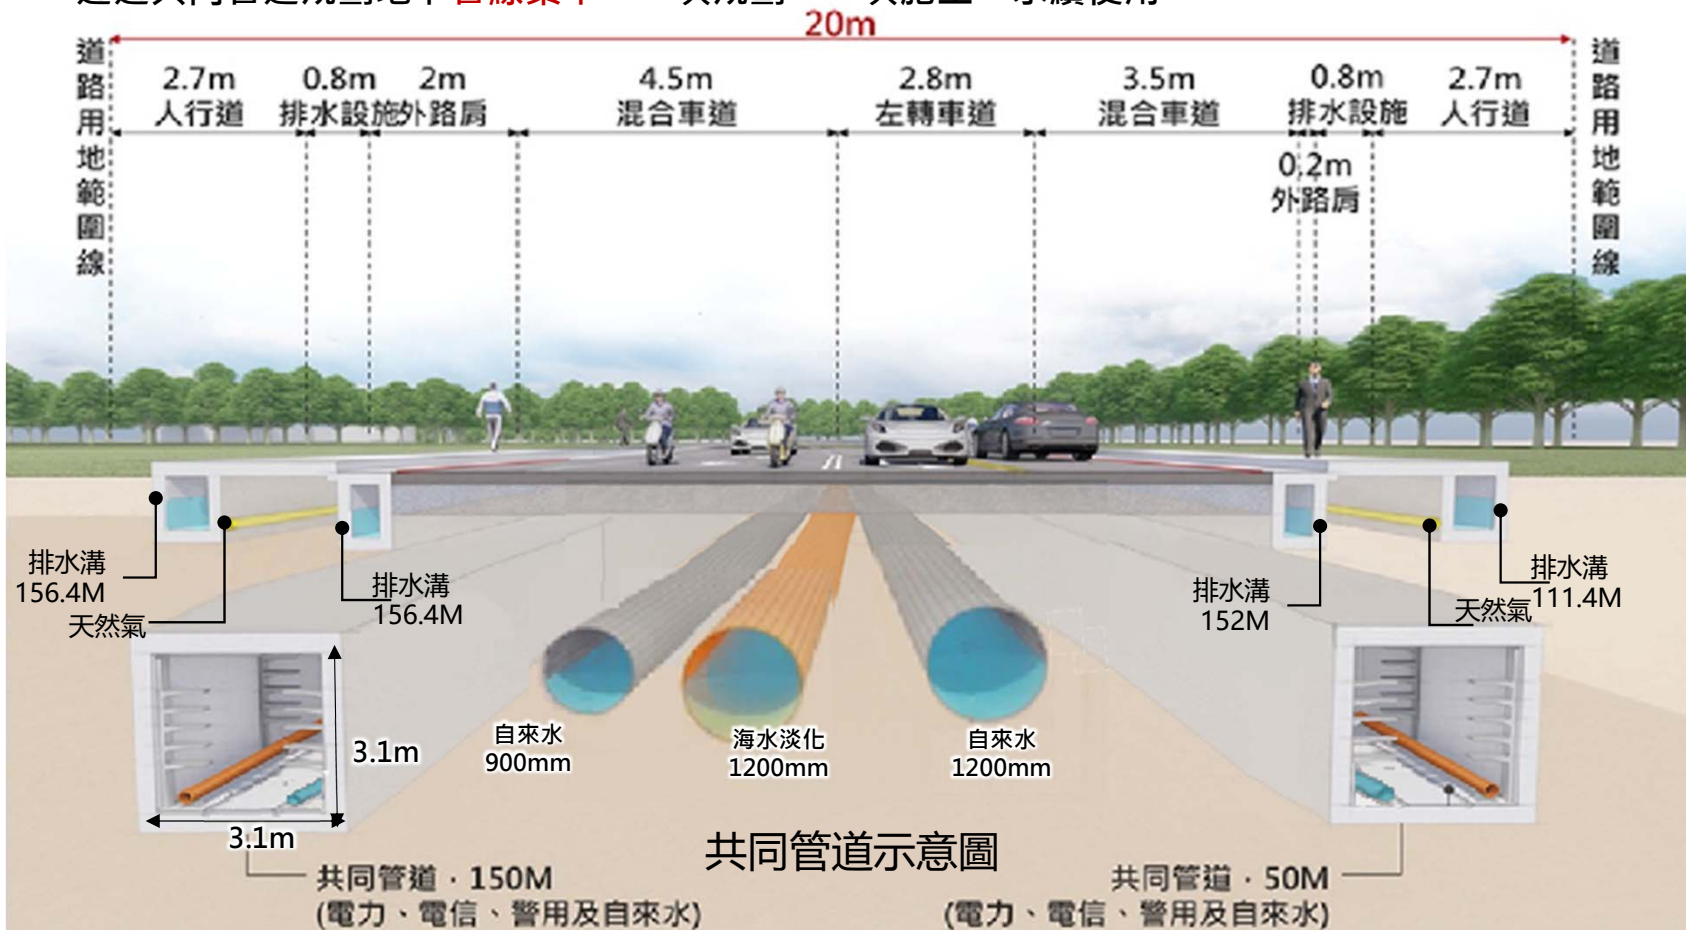 管線集中
20m
道路用地範圍線
2.7m
人行道
0.8m
排水設施
2m
外路肩
4.5m
混合車道
2.8m
左轉車道
3.5m
混合車道
0.8m
排水設施
2.7m
人行道
道路用地範圍線
0.2m
外路肩
排水溝
156.4M
天然氣
排水溝
156.4M
排水溝
152M
天然氣
排水溝
111.4M
3.1m
3.1m
自來水
900mm
海水淡化
1200mm
自來水
1200mm
共同管道示意圖
共同管道·150M
(電力、電信、警用及自來水)
共同管道·50M
(電力、電信、警用及自來水)